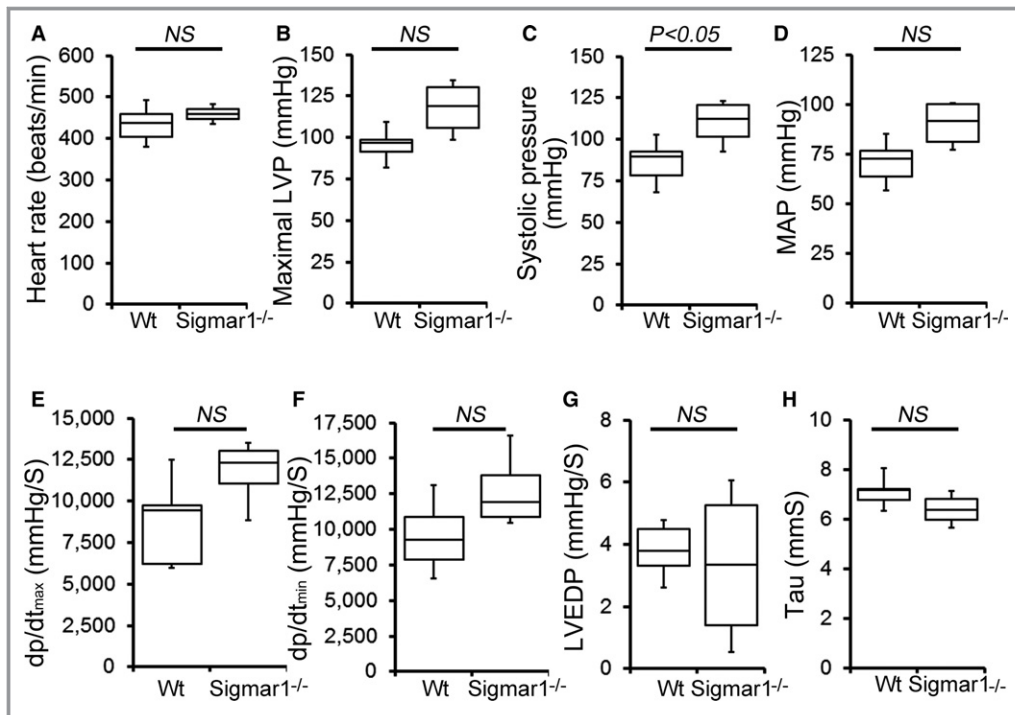 A
NS
Heart rate (beats/min)
600
500
400
300
200
100
0
Wt Sigmar1-/-
B
NS
Maximal LVP (mmHg)
150
125
100
75
50
25
0
Wt Sigmar1-/-
C
P<0.05
Systolic pressure
(mmHg)
150
125
100
75
50
25
0
Wt Sigmar1-/-
D
NS
MAP (mmHg)
125
100
75
50
25
0
Wt Sigmar1-/-
E
NS
dp/dtmax (mmHg/S)
15,000
12,500
10,000
7,500
5,000
2,500
0
Wt Sigmar1-/-
F
NS
dp/dtmin (mmHg/S)
17,500
15,000
12,500
10,000
7,500
5,000
2,500
0
Wt Sigmar1-/-
G
NS
LVEDP (mmHg/S)
8
6
4
2
0
Wt Sigmar1-/-
H
NS
Tau (mmS)
10
8
6
4
2
0
Wt Sigmar1-/-